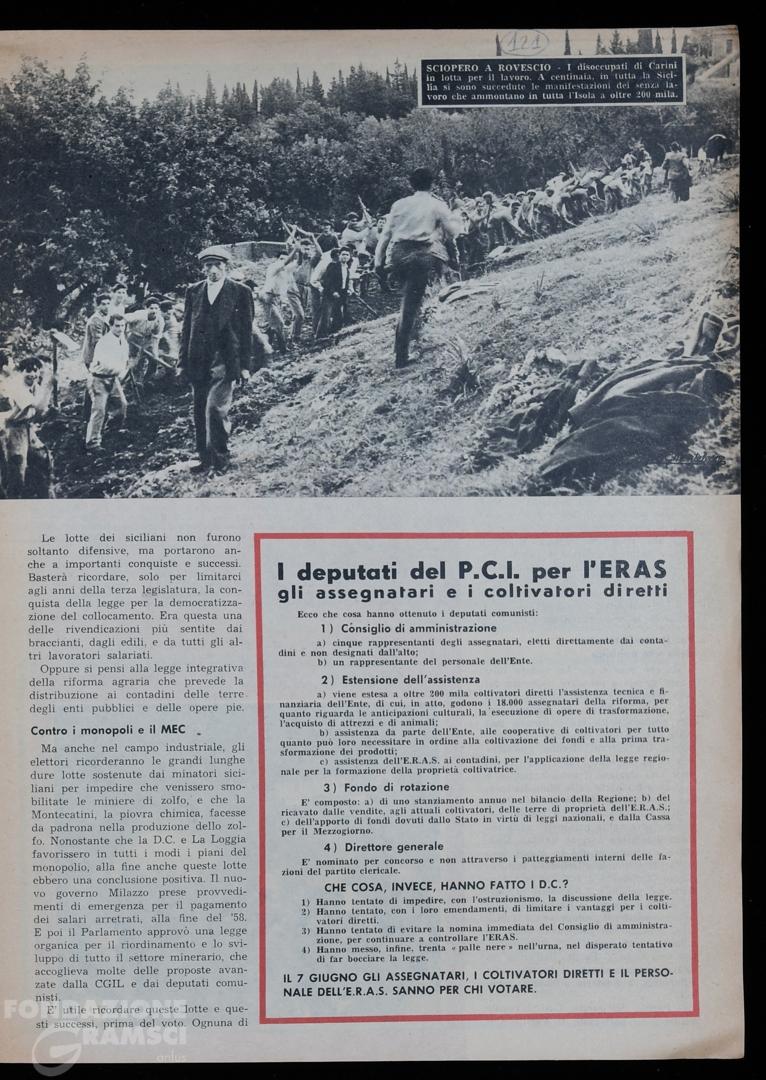 121
SCIOPERO A ROVESCIO - I disoccupati di Carini
in lotta per il lavoro. A centinaia, in tutta la Sici-
lia si sono succedute le manifestazioni dei senza la-
voro che ammontano in tutta l'Isola a oltre 200 mila.
Le lotte dei siciliani non furono
soltanto difensive, ma portarono an-
che a importanti conquiste e successi.
Basterà ricordare, solo per limitarci
agli anni della terza legislatura, la con-
quista della legge per la democratizza-
zione del collocamento. Era questa una
delle rivendicazioni più sentite dai
braccianti, dagli edili, e da tutti gli al-
tri lavoratori salariati.
Oppure si pensi alla legge integrativa
della riforma agraria che prevede la
distribuzione ai contadini delle terre
degli enti pubblici e delle opere pie.
Contro i monopoli e il MEC
Ma anche nel campo industriale, gli
elettori ricorderanno le grandi lunghe
dure lotte sostenute dai minatori sici-
liani per impedire che venissero smo-
bilitate le miniere di zolfo, e che la
Montecatini, la piovra chimica, facesse
da padrona nella produzione dello zol-
fo. Nonostante che la D.C. e La Loggia
favorissero in tutti i modi i piani del
monopolio, alla fine anche queste lotte
ebbero una conclusione positiva. Il nuo-
vo governo Milazzo prese provvedi-
menti di emergenza per il pagamento
dei salari arretrati, alla fine del '58.
E poi il Parlamento approvò una legge
organica per il riordinamento e lo svi-
luppo di tutto il settore minerario, che
accoglieva molte delle proposte avan-
zate dalla CGIL e dai deputati comu-
nisti.
E' utile ricordare queste lotte e que-
sti successi, prima del voto. Ognuna di
I deputati del P.C.I. per l'ERAS
gli assegnatari e i coltivatori diretti
Ecco che cosa hanno ottenuto i deputati comunisti:
1) Consiglio di amministrazione
a) cinque rappresentanti degli assegnatari, eletti direttamente dai conta-
dini e non designati dall'alto;
b) un rappresentante del personale dell'Ente.
2) Estensione dell'assistenza
a) viene estesa a oltre 200 mila coltivatori diretti l'assistenza tecnica e fi-
nanziaria dell'Ente, di cui, in atto, godono i 18.000 assegnatari della riforma, per
quanto riguarda le anticipazioni culturali, la esecuzione di opere di trasformazione,
l'acquisto di attrezzi e di animali;
b) assistenza da parte dell'Ente, alle cooperative di coltivatori per tutto
quanto può loro necessitare in ordine alla coltivazione dei fondi e alla prima tra-
sformazione dei prodotti;
c) assistenza dell'E.R.A.S. ai contadini, per l'applicazione della legge regio-
nale per la formazione della proprietà coltivatrice.
3) Fondo di rotazione
E' composto: a) di uno stanziamento annuo nel bilancio della Regione; b) del
ricavato dalle vendite, agli attuali coltivatori, delle terre di proprietà dell'E.R.A.S.;
c) dell'apporto di fondi dovuti dallo Stato in virtù di leggi nazionali, e dalla Cassa
per il Mezzogiorno.
4) Direttore generale
E' nominato per concorso e non attraverso i patteggiamenti interni delle fa-
zioni del partito clericale.
CHE COSA, INVECE, HANNO FATTO I D.C.?
1) Hanno tentato di impedire, con l'ostruzionismo, la discussione della legge.
2) Hanno tentato, con i loro emendamenti, di limitare i vantaggi per i colti-
vatori diretti.
3) Hanno tentato di evitare la nomina immediata del Consiglio di amministra-
zione, per continuare a controllare l'ERAS.
4) Hanno messo, infine, trenta « palle nere » nell'urna, nel disperato tentativo
di far bocciare la legge.
IL 7 GIUGNO GLI ASSEGNATARI, I COLTIVATORI DIRETTI E IL PERSO-
NALE DELL'E.R.A.S. SANNO PER CHI VOTARE.
FONDAZIONE
GRAMSCI
onlus